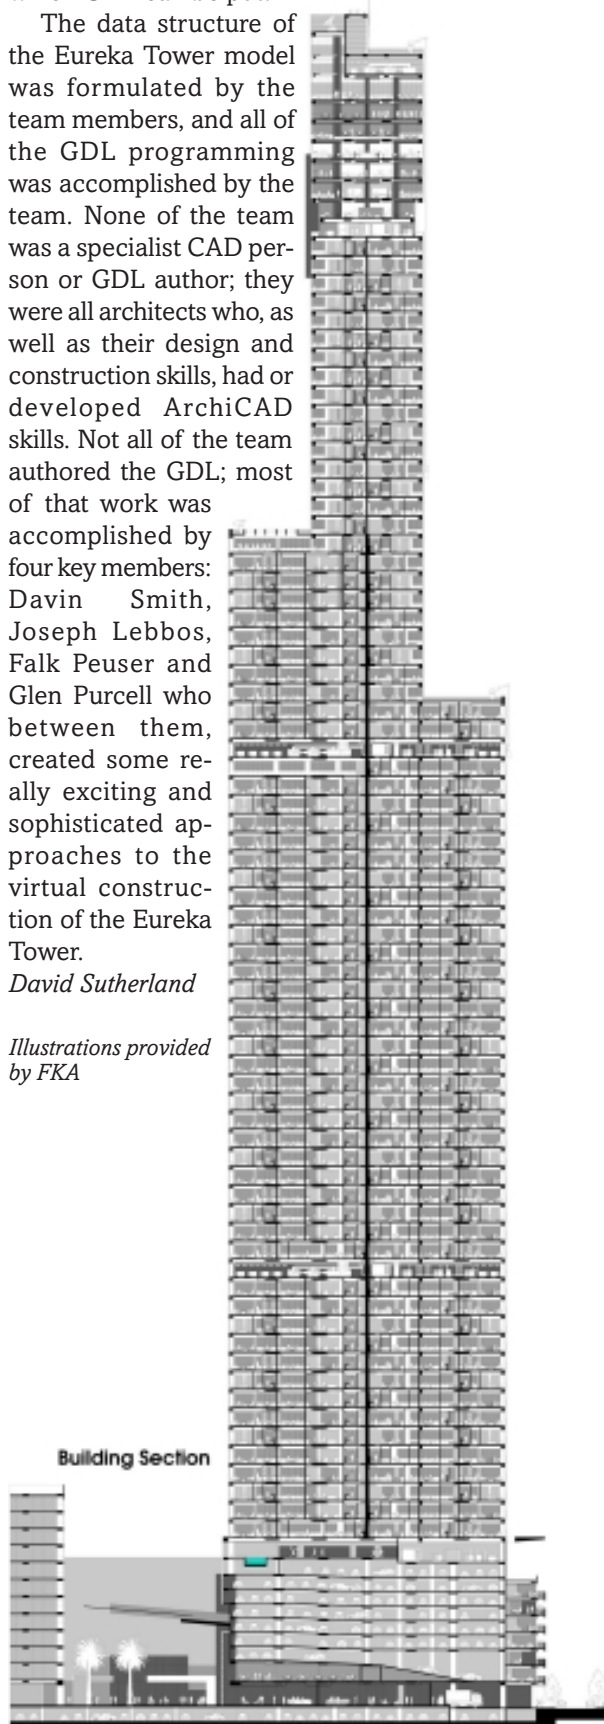 The data structure of
the Eureka Tower model
was formulated by the
team members, and all of
the GDL programming
was accomplished by the
team. None of the team
was a specialist CAD per-
son or GDL author; they
were all architects who, as
well as their design and
construction skills, had or
developed ArchiCAD
skills. Not all of the team
authored the GDL; most
of that work was
accomplished by
four key members:
Davin Smith,
Joseph Lebbos,
Falk Peuser and
Glen Purcell who
between them,
created some re-
ally exciting and
sophisticated ap-
proaches to the
virtual construc-
tion of the Eureka
Tower.
David Sutherland
Illustrations provided
by FKA
Building Section